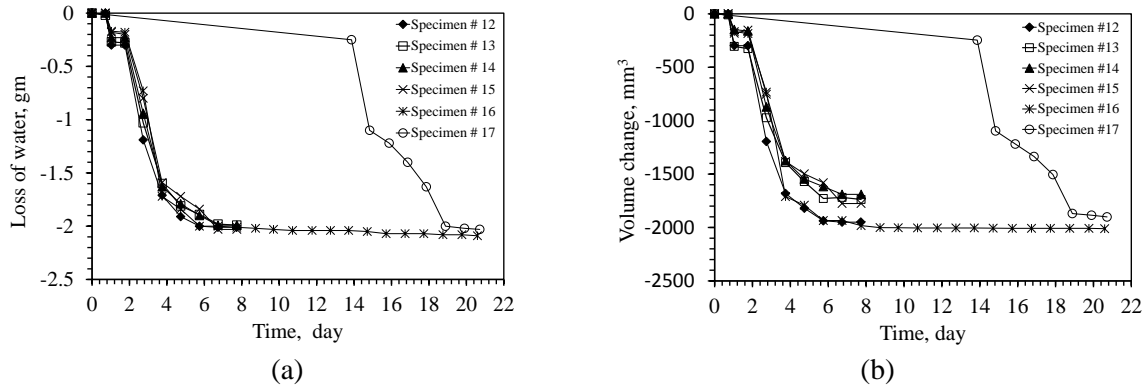 0
-0.5
-1
-1.5
-2
-2.5
Loss of water, gm
0 2 4 6 8 10 12 14 16 18 20 22
Time, day
Specimen # 12
Specimen # 13
Specimen # 14
Specimen # 15
Specimen # 16
Specimen # 17
(a)
0
-500
-1000
-1500
-2000
-2500
Volume change, mm³
0 2 4 6 8 10 12 14 16 18 20 22
Time, day
Specimen #12
Specimen #13
Specimen #14
Specimen #15
Specimen #16
Specimen #17
(b)